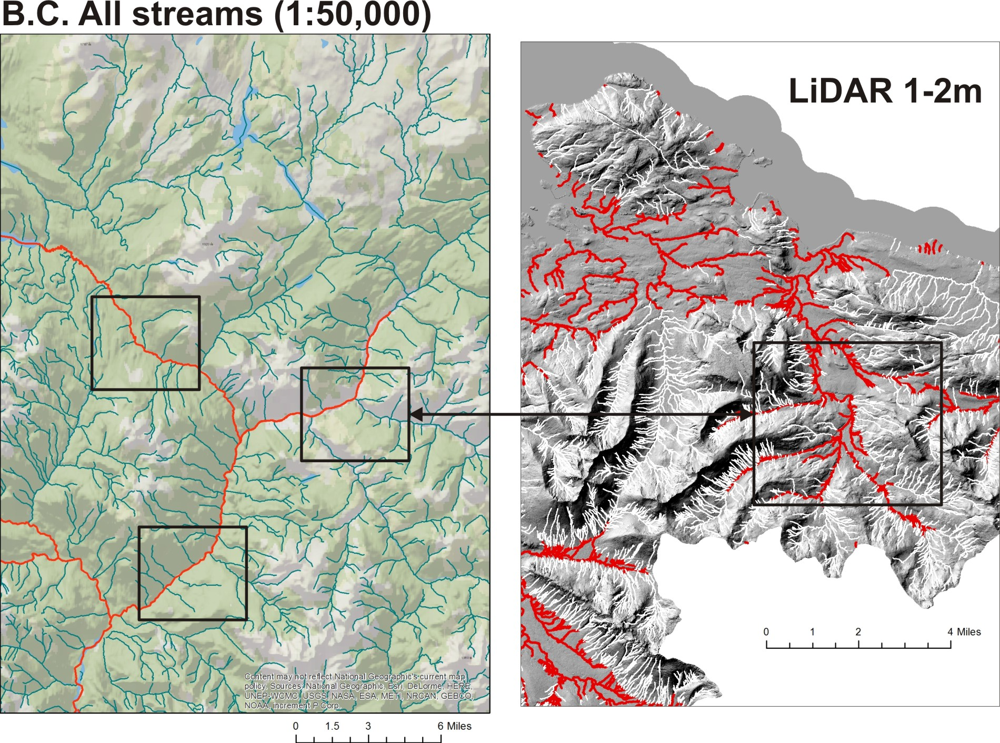 B.C. All streams (1:50,000)
LiDAR 1-2m
1920 m
Content may not reflect National Geographic's current map
policy. Sources: National Geographic, Esri, DeLorme, HERE,
UNEP-WCMC, USGS, NASA, ESA, METI, NRCAN, GEBCO,
NOAA, increment P Corp.
0 1 2 4 Miles
0 1.5 3 6 Miles